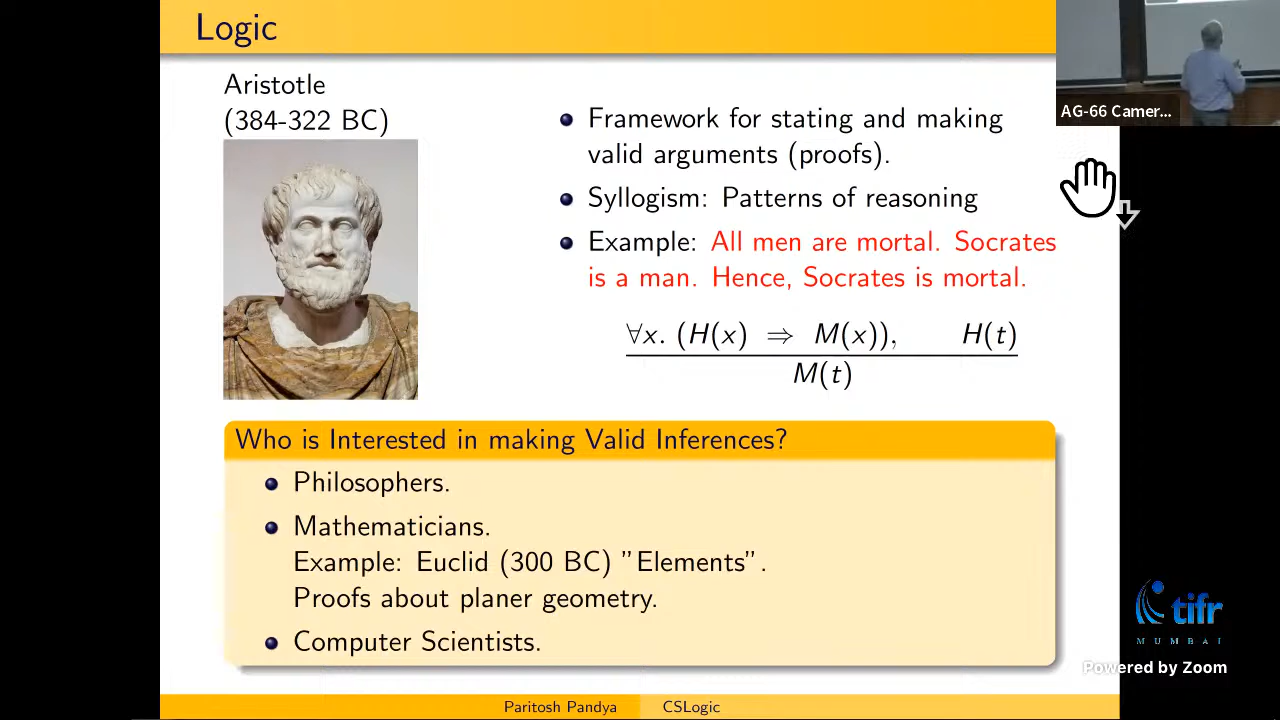 Logic
Aristotle
(384-322 BC)
Framework for stating and making
valid arguments (proofs).
Syllogism: Patterns of reasoning
Example: All men are mortal. Socrates
is a man. Hence, Socrates is mortal.
∀x. (H(x) ⇒ M(x)), H(t)
M(t)
Who is Interested in making Valid Inferences?
Philosophers.
Mathematicians.
Example: Euclid (300 BC) "Elements".
Proofs about planer geometry.
Computer Scientists.
Paritosh Pandya CSLogic
AG-66 Camer...
tifr
MUMBAI
Powered by Zoom